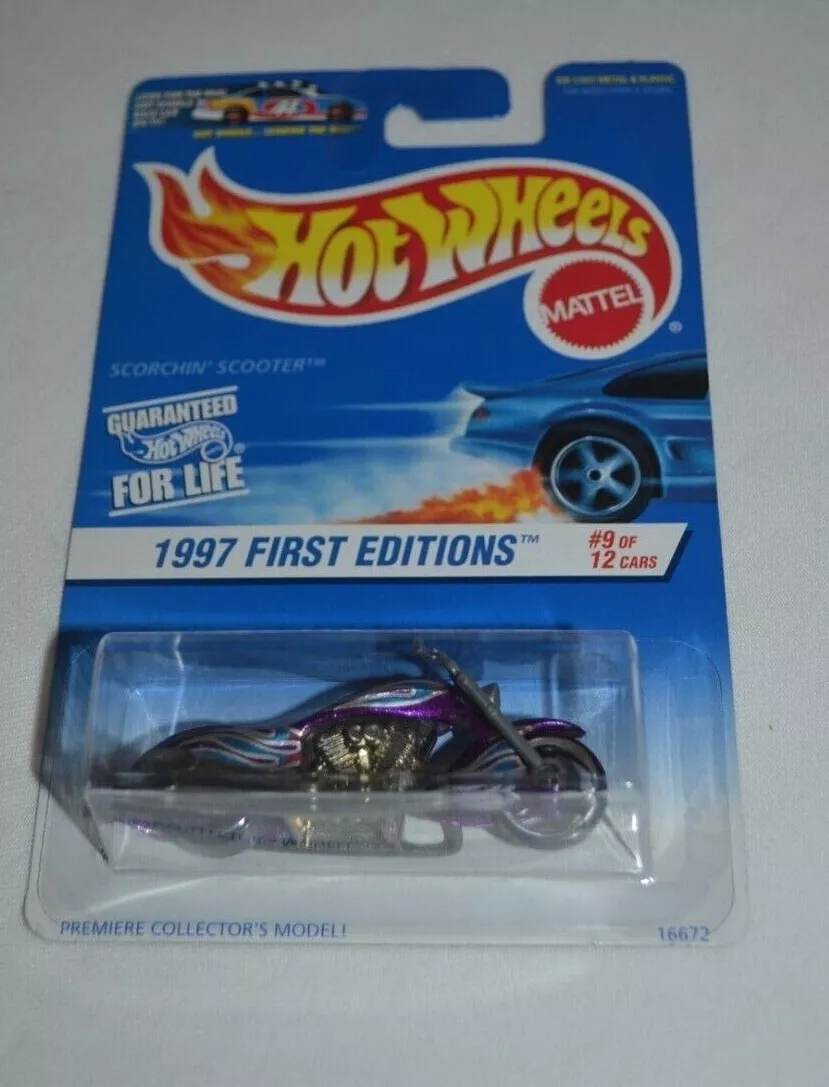 HOT WHEELS
MATTEL
®
SCORCHIN' SCOOTER™
GUARANTEED
HOT WHEELS ®
FOR LIFE
1997 FIRST EDITIONS™
#9 OF
12 CARS
PREMIERE COLLECTOR'S MODEL!
16672